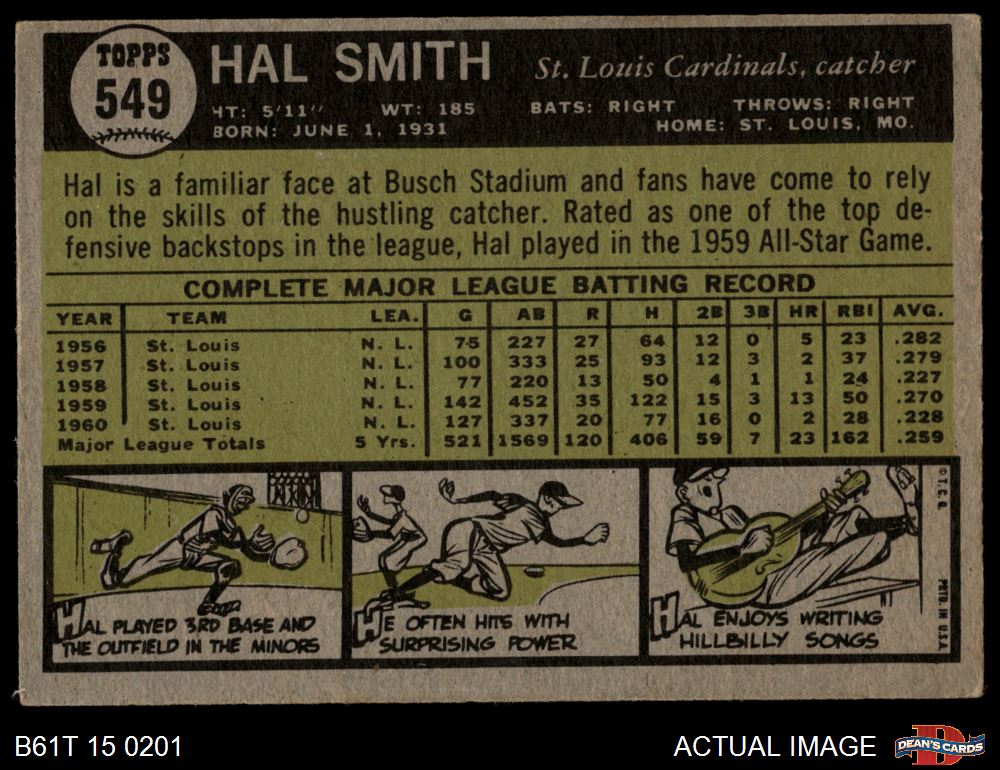 TOPPS
549
HAL SMITH
St. Louis Cardinals, catcher
HT: 5'11" WT: 185 BATS: RIGHT THROWS: RIGHT
BORN: JUNE 1, 1931 HOME: ST. LOUIS, MO.
Hal is a familiar face at Busch Stadium and fans have come to rely
on the skills of the hustling catcher. Rated as one of the top de-
fensive backstops in the league, Hal played in the 1959 All-Star Game.
COMPLETE MAJOR LEAGUE BATTING RECORD
YEAR TEAM LEA. G AB R H 2B 3B HR RBI AVG.
1956 St. Louis N. L. 75 227 27 64 12 0 5 23 .282
1957 St. Louis N. L. 100 333 25 93 12 3 2 37 .279
1958 St. Louis N. L. 77 220 13 50 4 1 1 24 .227
1959 St. Louis N. L. 142 452 35 122 15 3 13 50 .270
1960 St. Louis N. L. 127 337 20 77 16 0 2 28 .228
Major League Totals 5 Yrs. 521 1569 120 406 59 7 23 162 .259
HAL PLAYED 3RD BASE AND
THE OUTFIELD IN THE MINORS
HE OFTEN HITS WITH
SURPRISING POWER
HAL ENJOYS WRITING
HILLBILLY SONGS
© T.C.G. PRTD IN U.S.A.
B61T 15 0201
ACTUAL IMAGE
DEAN'S CARDS